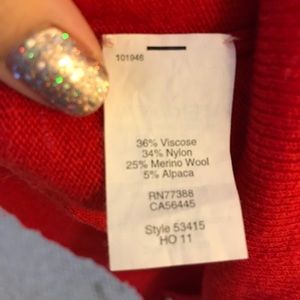 101946
36% Viscose
34% Nylon
25% Merino Wool
5% Alpaca
RN77388
CA56445
Style 53415
HO 11